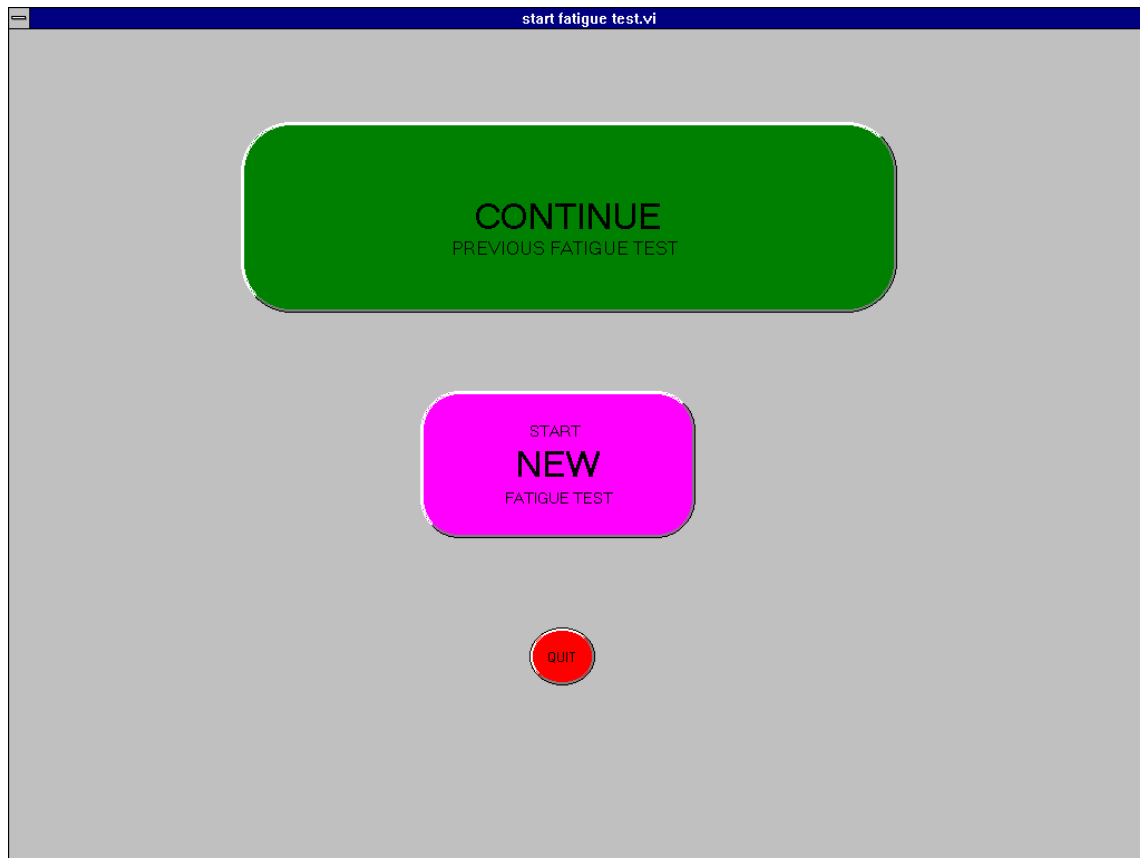 start fatigue test.vi
CONTINUE
PREVIOUS FATIGUE TEST
START
NEW
FATIGUE TEST
QUIT